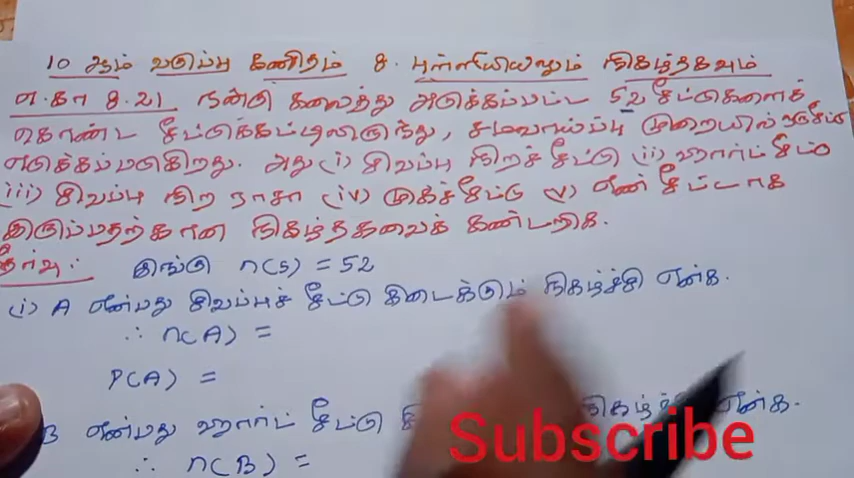 10 ஆம் வகுப்பு கணிதம் 8. புள்ளியியலும் நிகழ்தகவும்
எ.கா 8.21 நன்கு கலைத்து அடுக்கப்பட்ட 52 சீட்டுகளைக்
கொண்ட சீட்டுக்கட்டிலிருந்து, சமவாய்ப்பு முறையில் ஒரு சீட்டு
எடுக்கப்படுகிறது. அது (i) சிவப்பு நிறச் சீட்டு (ii) ஹார்ட் சீட்டு
(iii) சிவப்பு நிற ராசா (iv) முகச் சீட்டு (v) எண் சீட்டாக
இருப்பதற்கான நிகழ்தகவைக் கண்டறிக.
தீர்வு: இங்கு n(S) = 52
(i) A என்பது சிவப்புச் சீட்டு கிடைக்கும் நிகழ்ச்சி என்க.
∴ n(A) =
P(A) =
B என்பது ஹார்ட் சீட்டு என்க.
∴ n(B) =
Subscribe